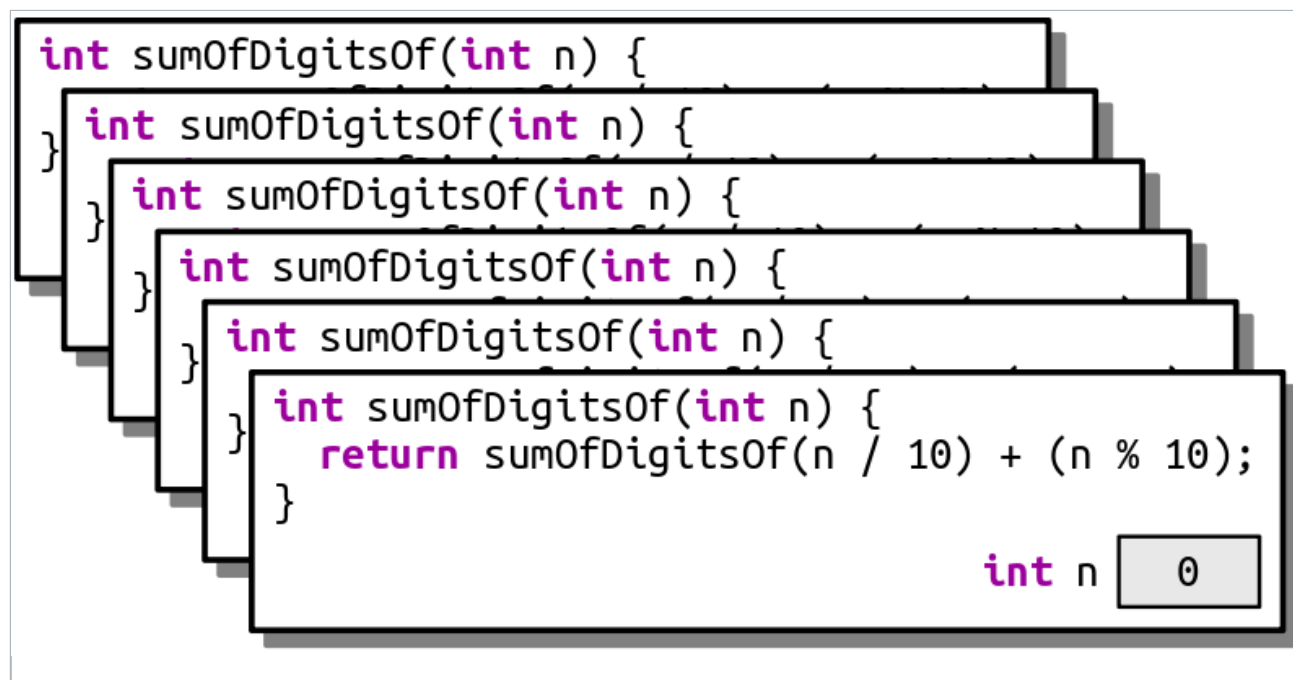 int sumOfDigitsOf(int n) {
}
int sumOfDigitsOf(int n) {
}
int sumOfDigitsOf(int n) {
}
int sumOfDigitsOf(int n) {
}
int sumOfDigitsOf(int n) {
}
int sumOfDigitsOf(int n) {
return sumOfDigitsOf(n / 10) + (n % 10);
}
int n 0